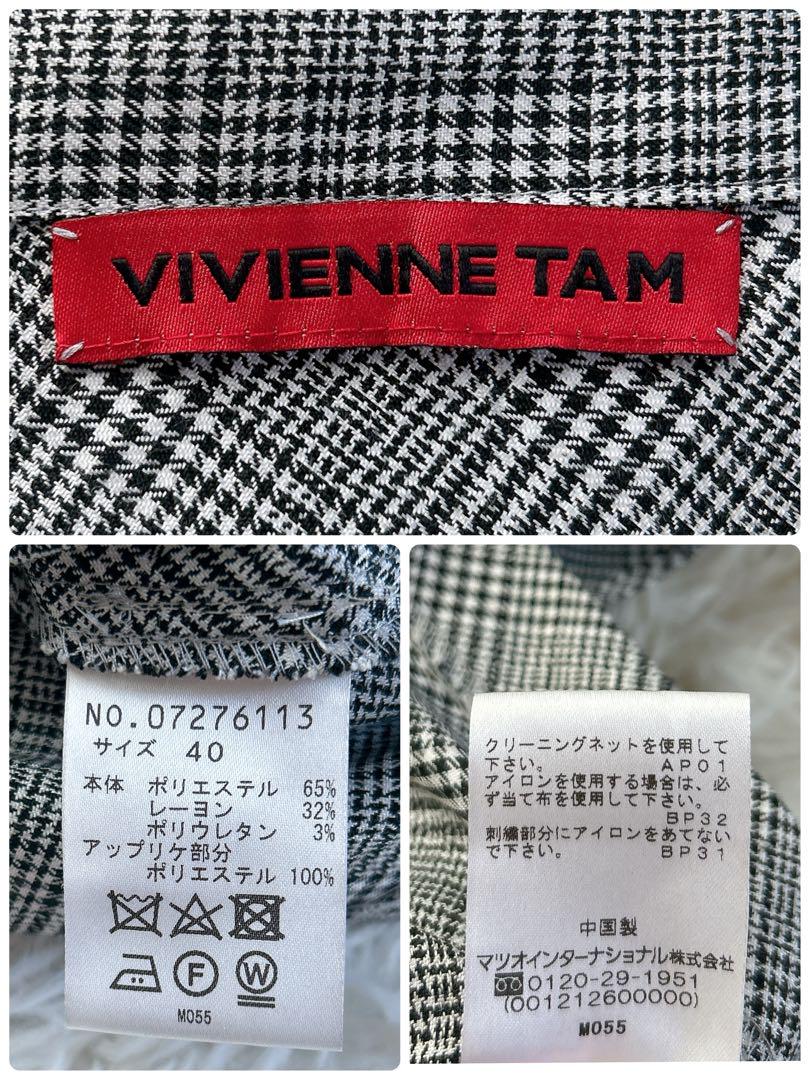 VIVIENNE TAM
NO.07276113
サイズ 40
本体 ポリエステル 65%
レーヨン 32%
ポリウレタン 3%
アップリケ部分
ポリエステル 100%
F W
M055
クリーニングネットを使用して
下さい。 AP01
アイロンを使用する場合は、必
ず当て布を使用して下さい。
BP32
刺繍部分にアイロンをあてない
で下さい。 BP31
中国製
マツオインターナショナル株式会社
0120-29-1951
(001212600000)
M055